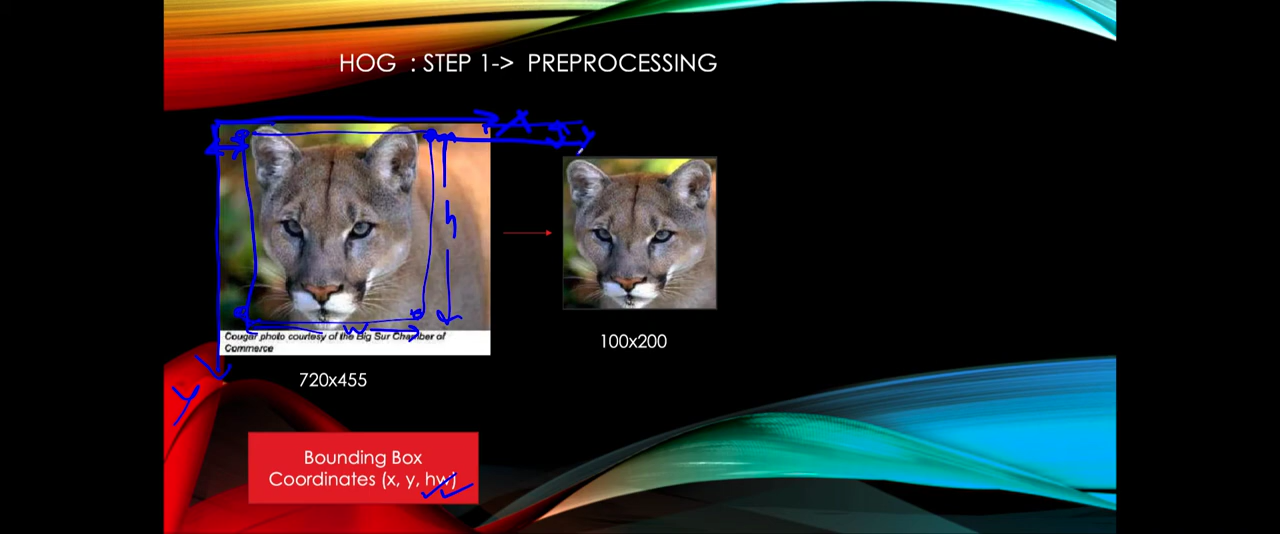 HOG : STEP 1-> PREPROCESSING
X
y
h
w
Cougar photo courtesy of the Big Sur Chamber of
Commerce
100x200
720x455
y
Bounding Box
Coordinates (x, y, hw)